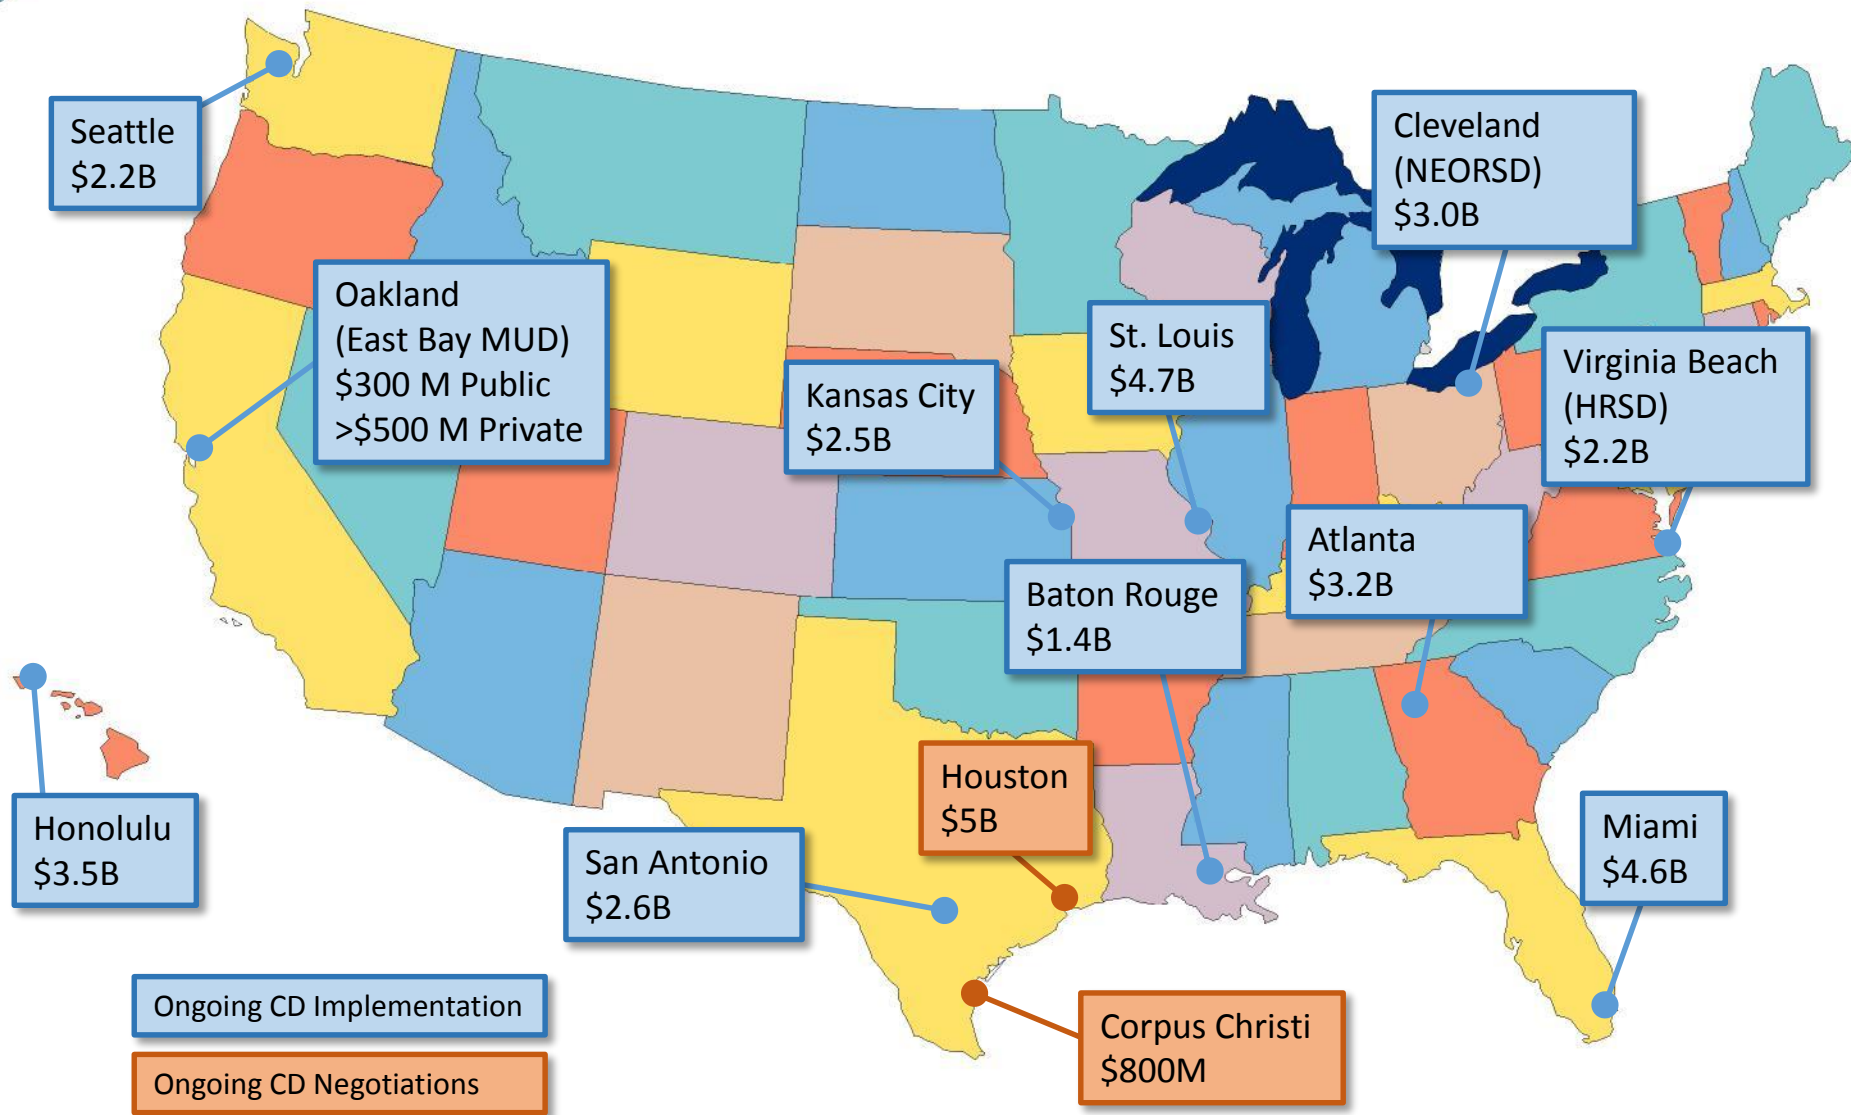 Seattle
$2.2B
Cleveland
(NEORSD)
$3.0B
Oakland
(East Bay MUD)
$300 M Public
>$500 M Private
St. Louis
$4.7B
Virginia Beach
(HRSD)
$2.2B
Kansas City
$2.5B
Atlanta
$3.2B
Baton Rouge
$1.4B
Houston
$5B
Honolulu
$3.5B
San Antonio
$2.6B
Miami
$4.6B
Corpus Christi
$800M
Ongoing CD Implementation
Ongoing CD Negotiations